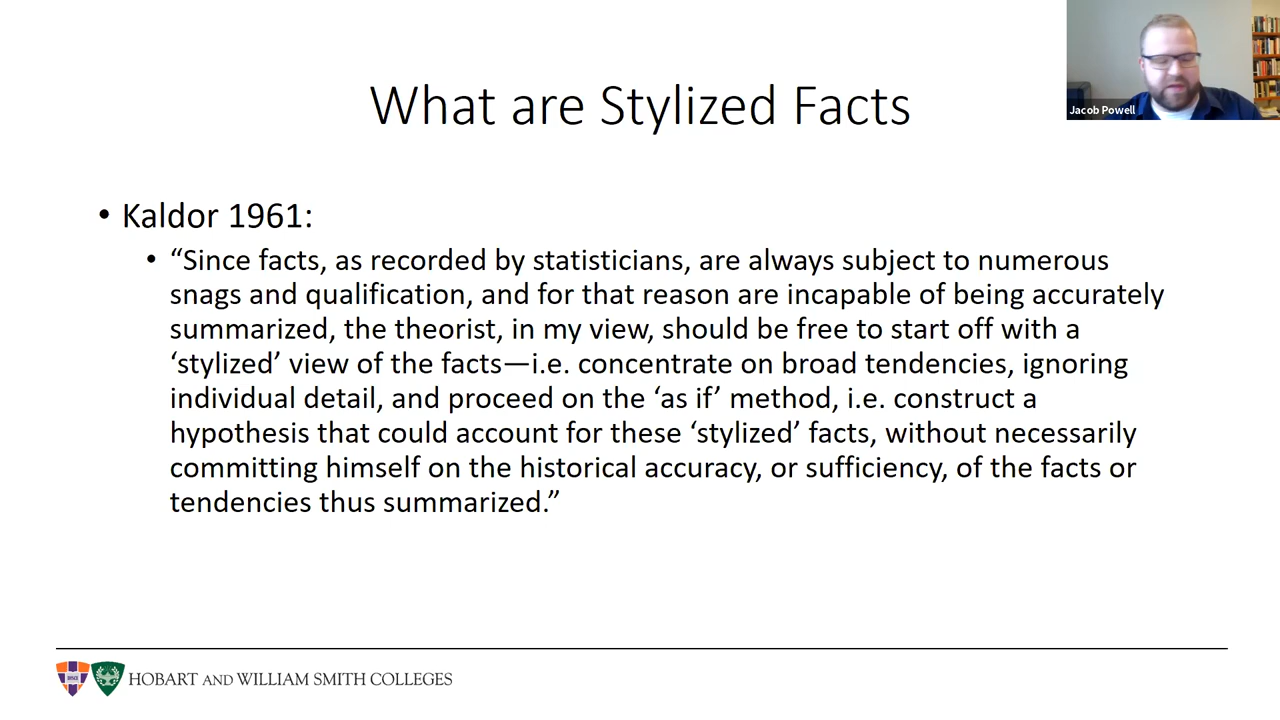 What are Stylized Facts
Jacob Powell
• Kaldor 1961:
• “Since facts, as recorded by statisticians, are always subject to numerous
snags and qualification, and for that reason are incapable of being accurately
summarized, the theorist, in my view, should be free to start off with a
‘stylized’ view of the facts—i.e. concentrate on broad tendencies, ignoring
individual detail, and proceed on the ‘as if’ method, i.e. construct a
hypothesis that could account for these ‘stylized’ facts, without necessarily
committing himself on the historical accuracy, or sufficiency, of the facts or
tendencies thus summarized.”
HOBART AND WILLIAM SMITH COLLEGES